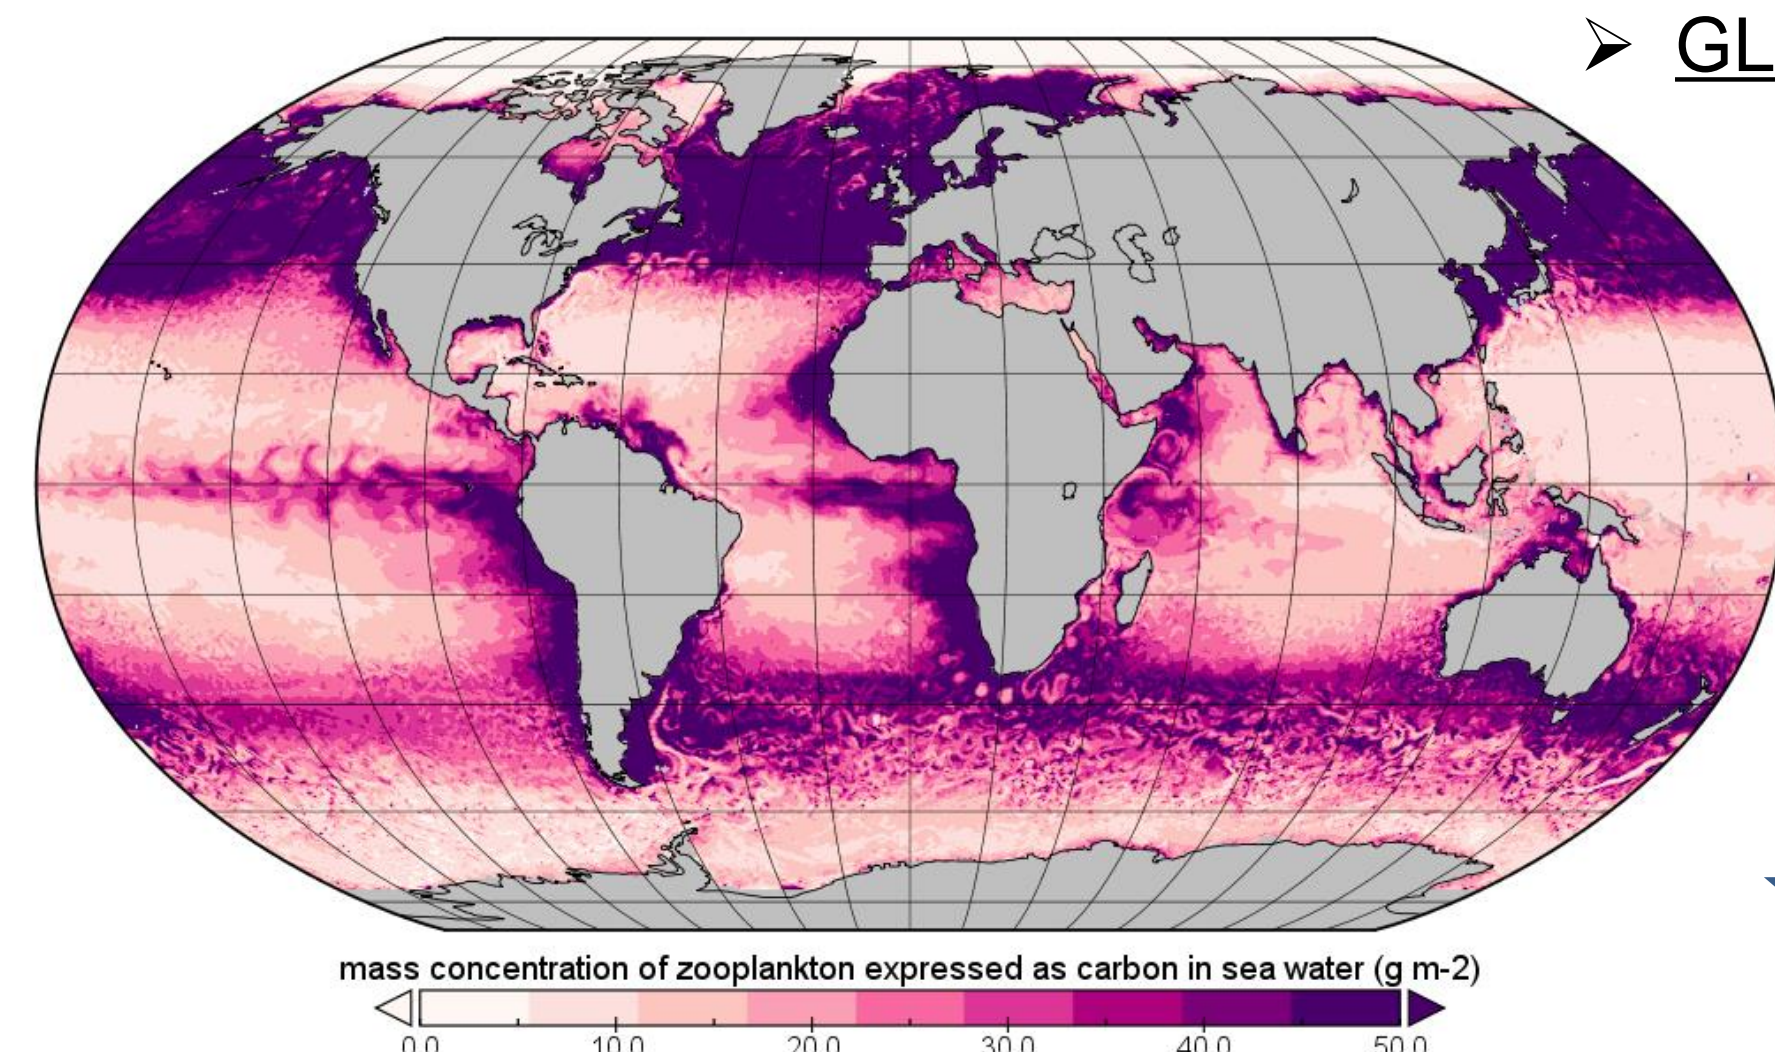 ➢ GL
mass concentration of zooplankton expressed as carbon in sea water (g m-2)
0.0 10.0 20.0 30.0 40.0 50.0